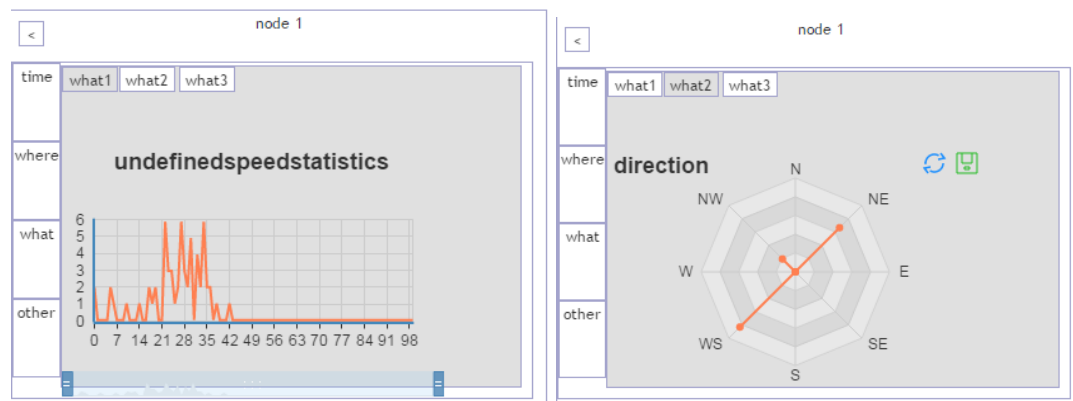 node 1
<
time
what1 what2 what3
where
undefinedspeedstatistics
what
other
6
5
4
3
2
1
0
0 7 14 21 28 35 42 49 56 63 70 77 84 91 98
node 1
<
time
what1 what2 what3
where
direction
what
other
N
NW NE
W E
WS SE
S